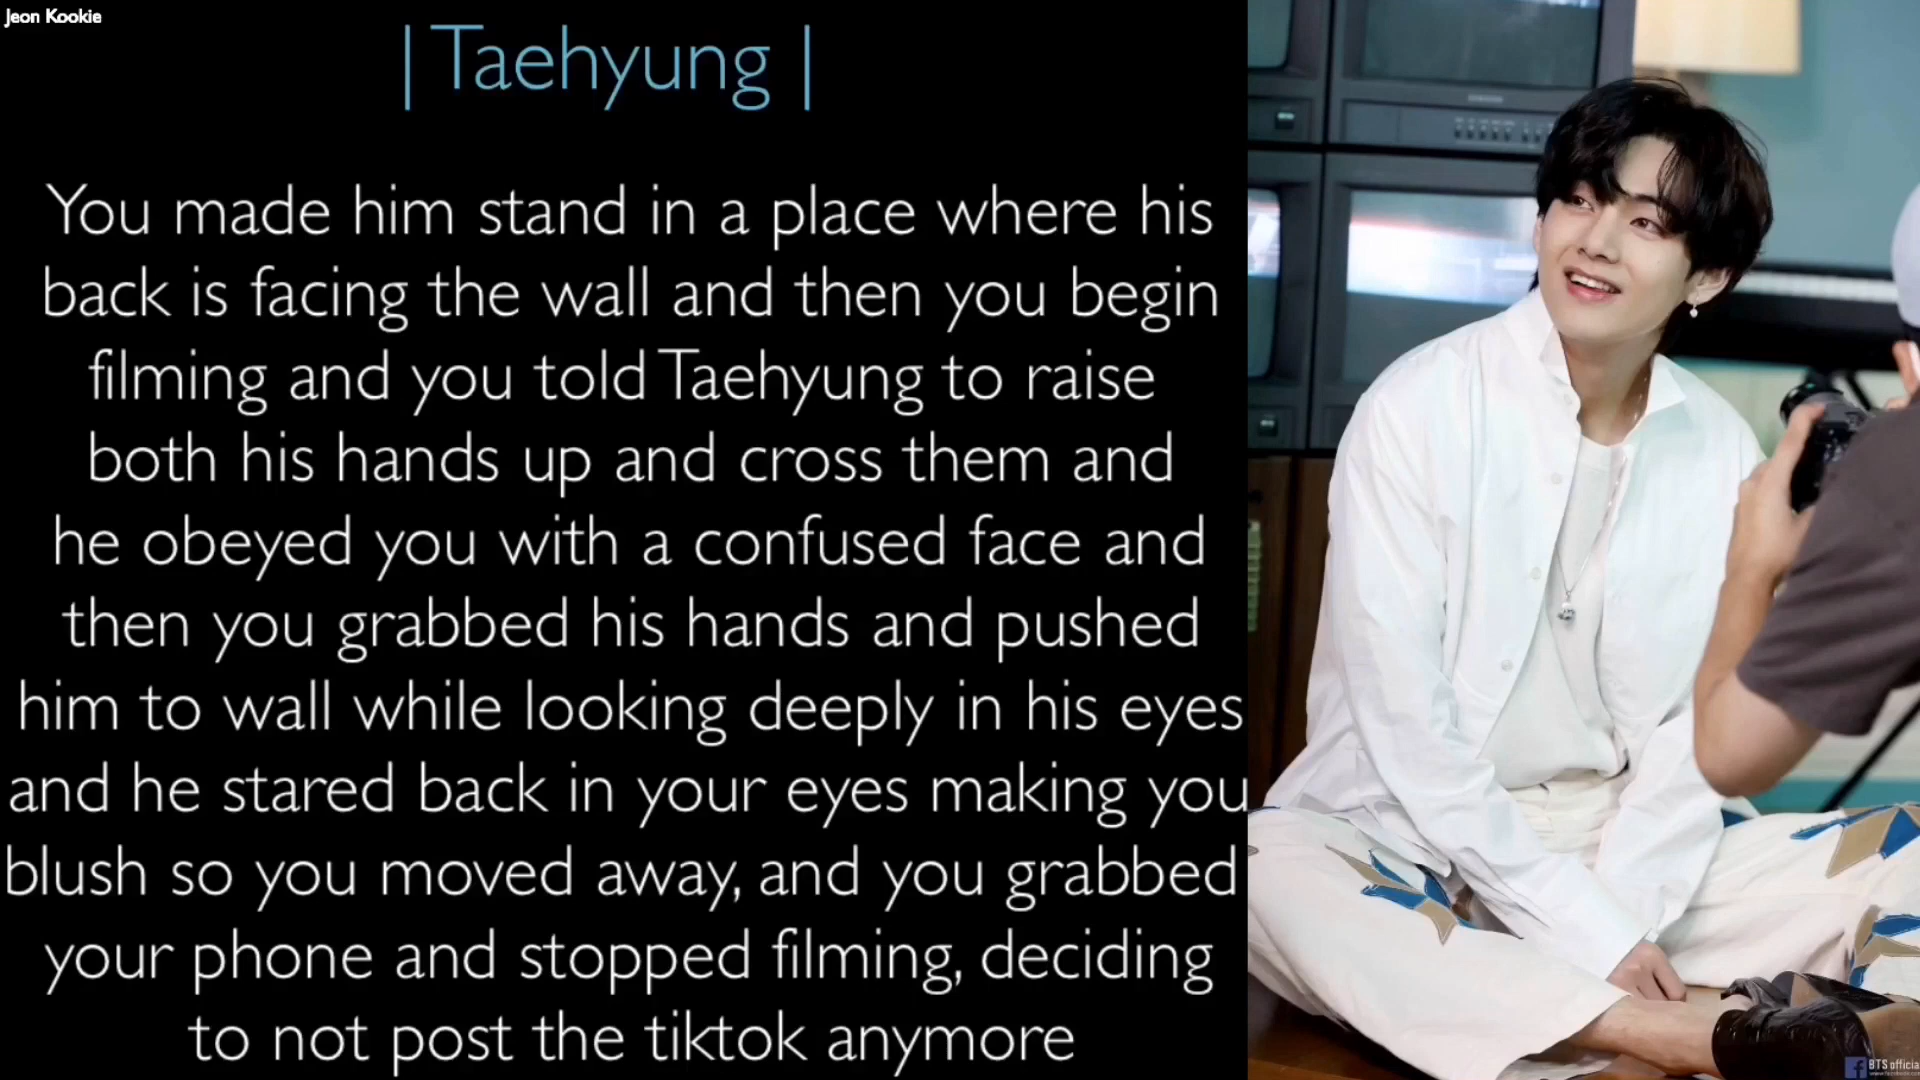 Jeon Kookie
| Taehyung |
You made him stand in a place where his
back is facing the wall and then you begin
filming and you told Taehyung to raise
both his hands up and cross them and
he obeyed you with a confused face and
then you grabbed his hands and pushed
him to wall while looking deeply in his eyes
and he stared back in your eyes making you
blush so you moved away, and you grabbed
your phone and stopped filming, deciding
to not post the tiktok anymore
BTS officia